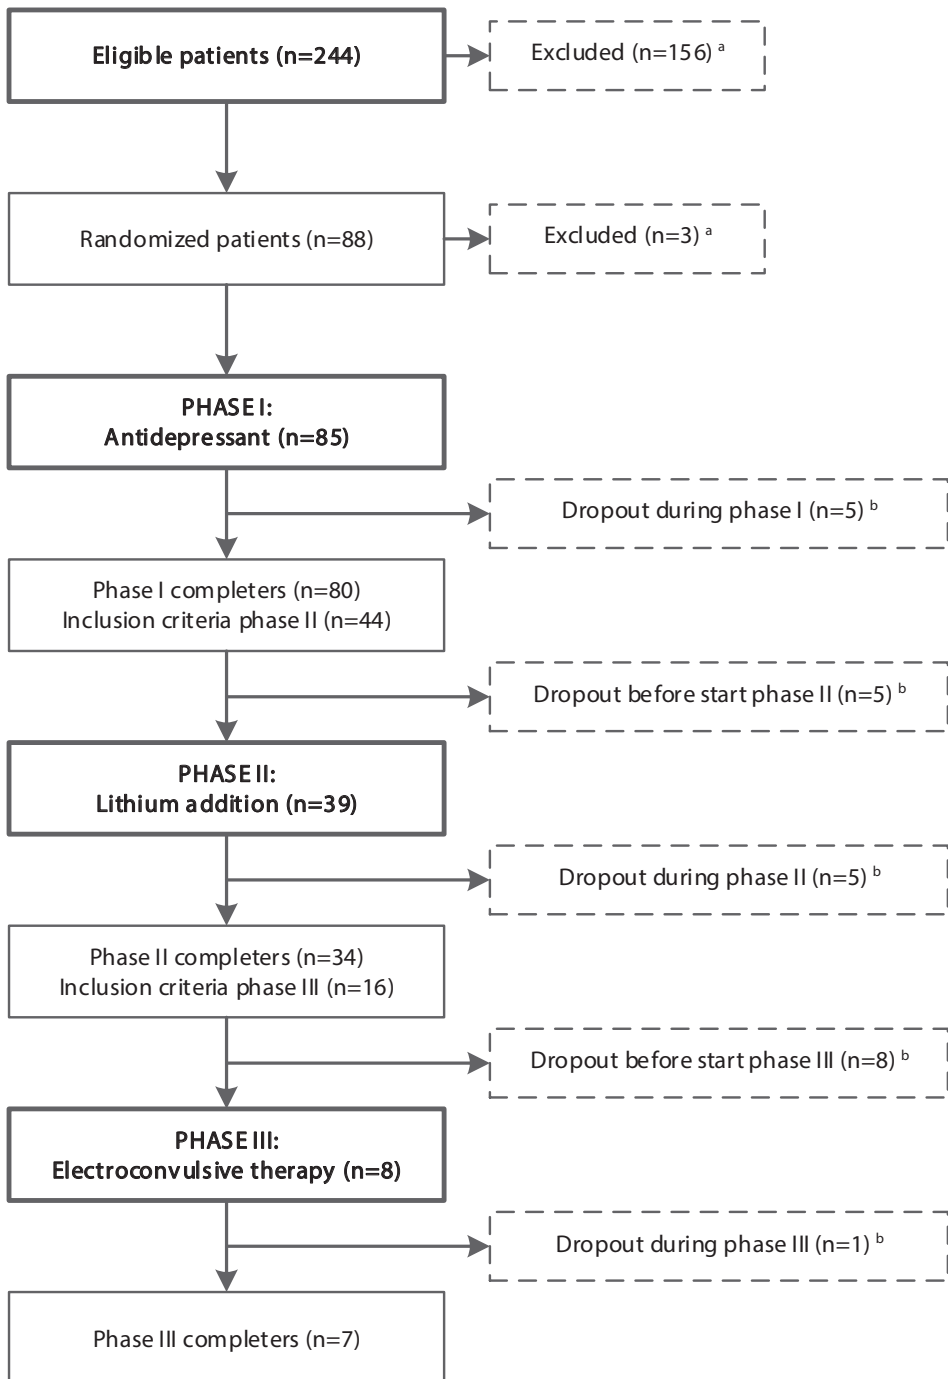 Eligible patients (n=244)
Excluded (n=156) a
Randomized patients (n=88)
Excluded (n=3) a
PHASE I:
Antidepressant (n=85)
Dropout during phase I (n=5) b
Phase I completers (n=80)
Inclusion criteria phase II (n=44)
Dropout before start phase II (n=5) b
PHASE II:
Lithium addition (n=39)
Dropout during phase II (n=5) b
Phase II completers (n=34)
Inclusion criteria phase III (n=16)
Dropout before start phase III (n=8) b
PHASE III:
Electroconvulsive therapy (n=8)
Dropout during phase III (n=1) b
Phase III completers (n=7)